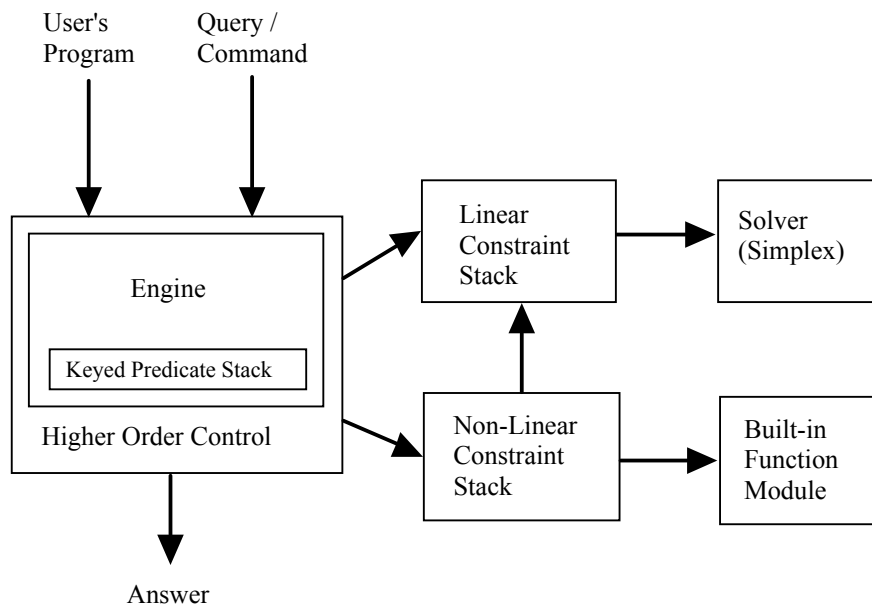 User's
Program
Query /
Command
Engine
Keyed Predicate Stack
Higher Order Control
Linear
Constraint
Stack
Solver
(Simplex)
Non-Linear
Constraint
Stack
Built-in
Function
Module
Answer